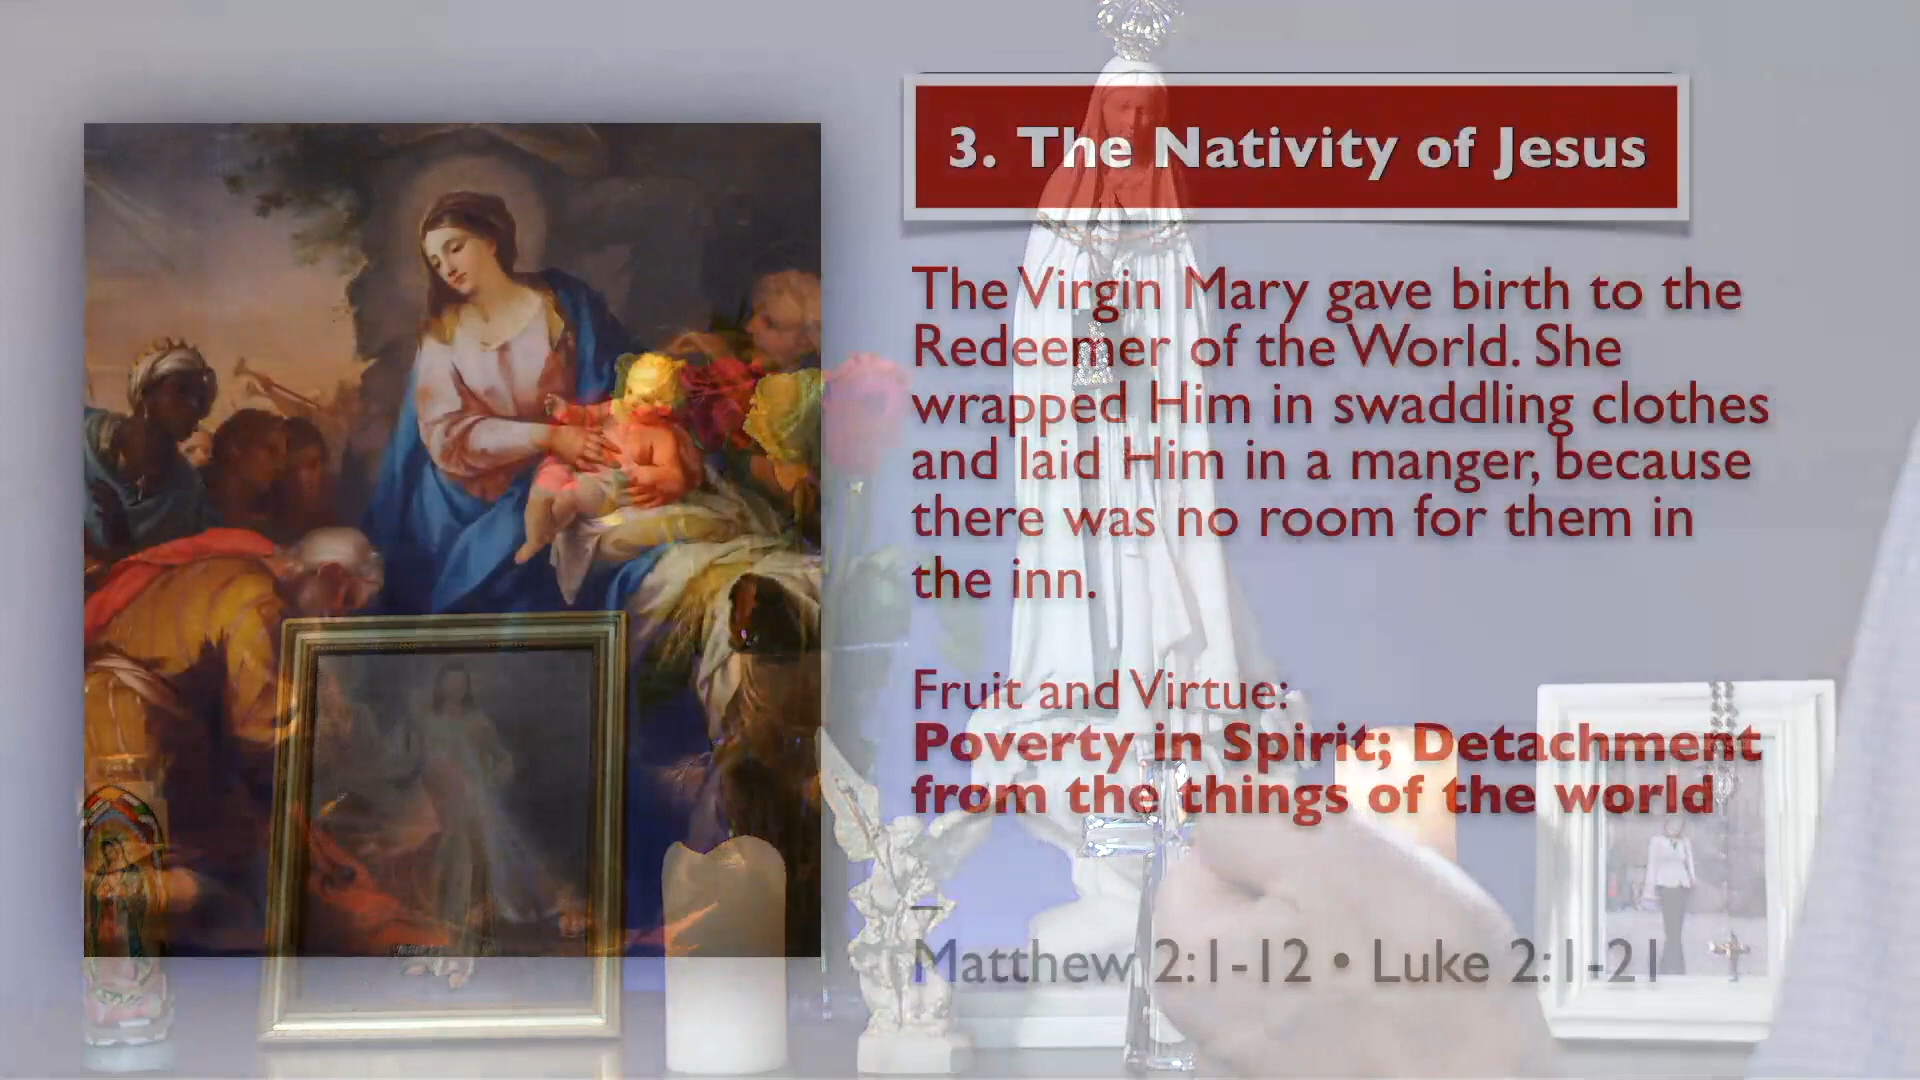 3. The Nativity of Jesus
The Virgin Mary gave birth to the
Redeemer of the World. She
wrapped Him in swaddling clothes
and laid Him in a manger, because
there was no room for them in
the inn.
Fruit and Virtue:
Poverty in Spirit; Detachment
from the things of the world
Matthew 2:1-12 • Luke 2:1-21